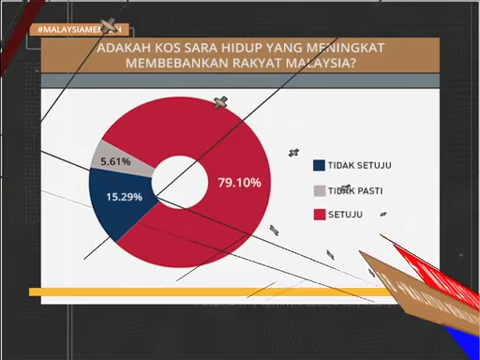 ADAKAH KOS SARA HIDUP YANG MENINGKAT
MEMBEBANKAN RAKYAT MALAYSIA?
5.61%
15.29%
79.10%
TIDAK SETUJU
TIDAK PASTI
SETUJU